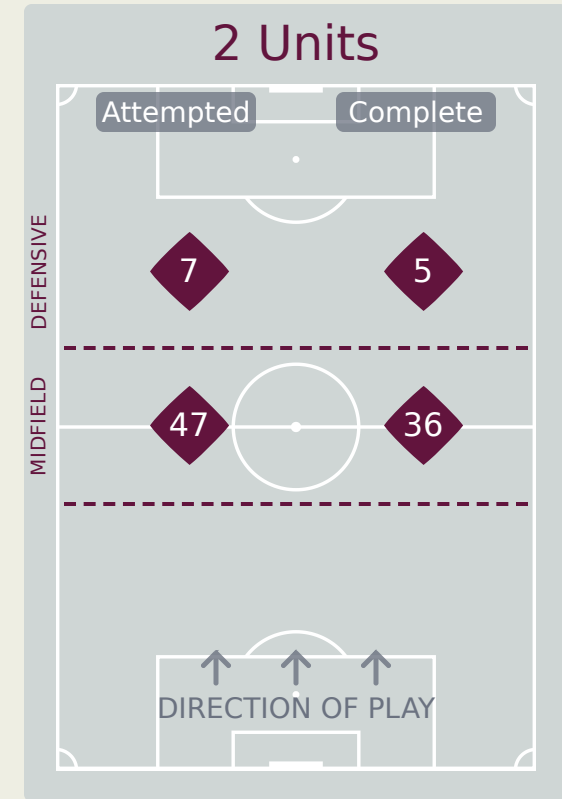 2 Units
Attempted Complete
DEFENSIVE
7 5
MIDFIELD
47 36
DIRECTION OF PLAY